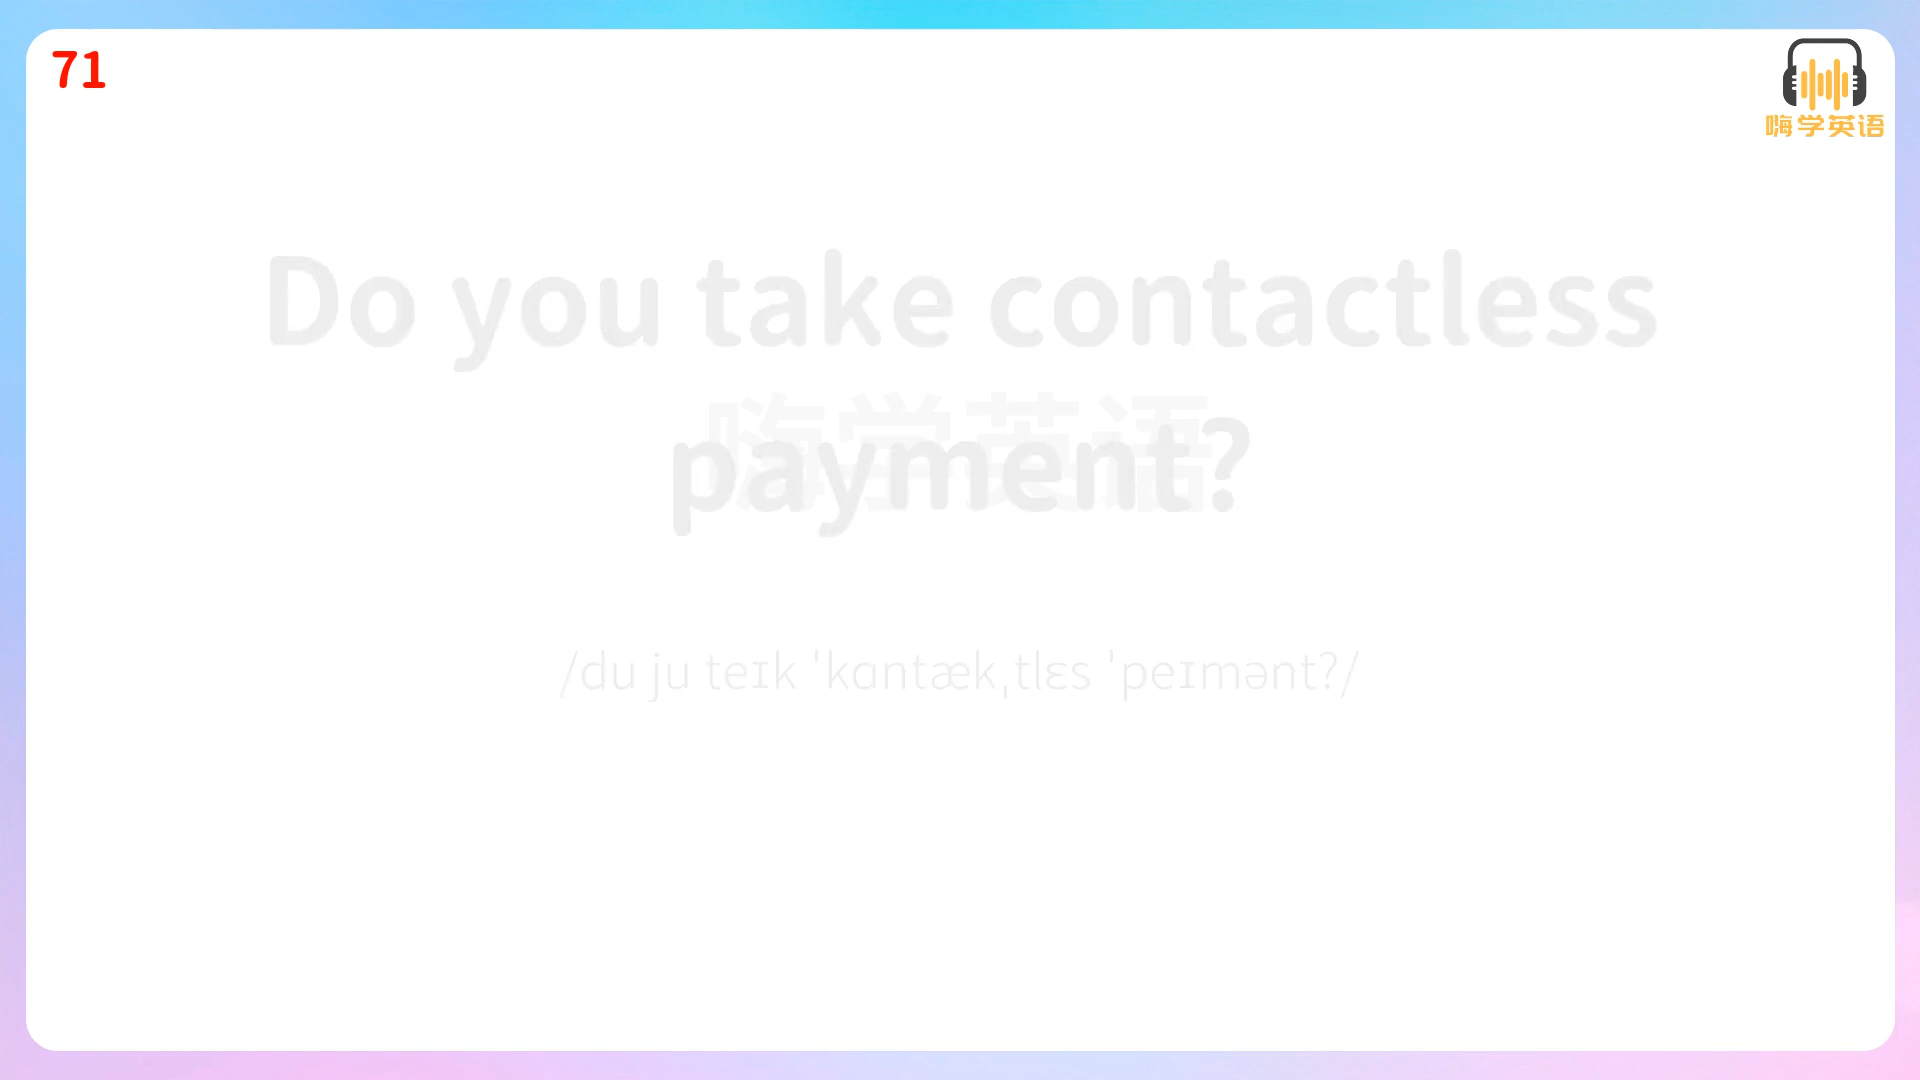 71
嗨学英语
Do you take contactless
嗨学英语
payment?
/du ju teɪk ˈkɑntækˌtlɛs ˈpeɪmənt?/